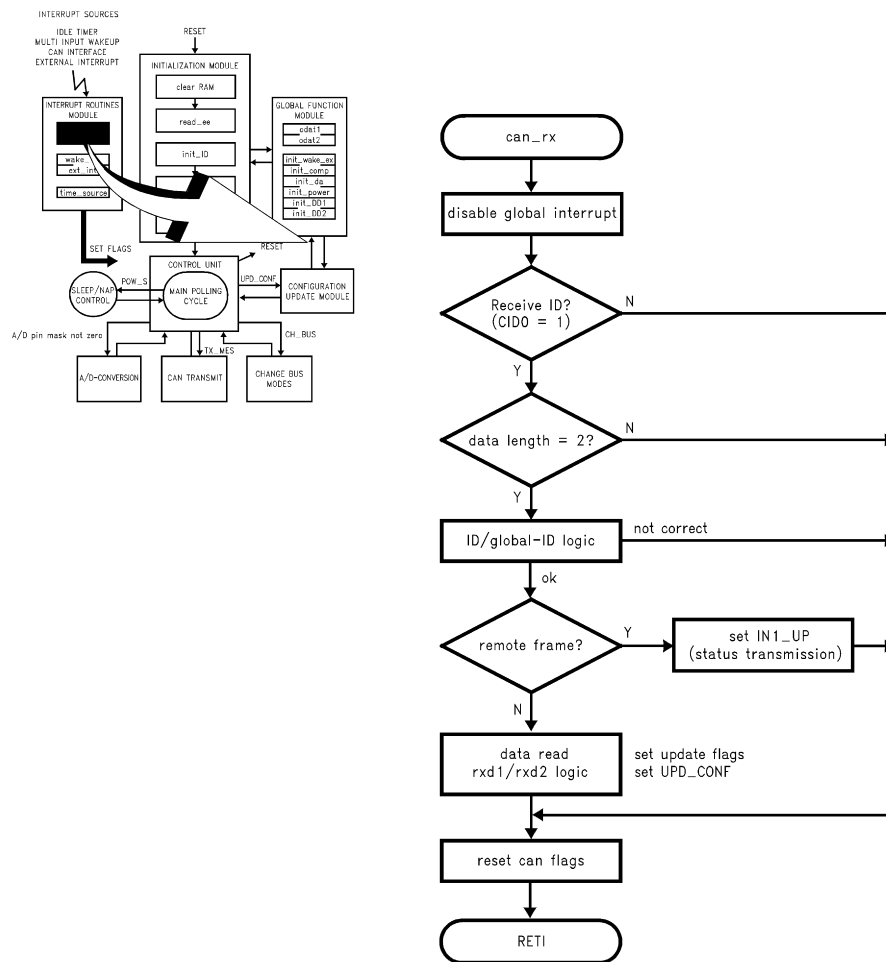 INTERRUPT SOURCES
IDLE TIMER
MULTI INPUT WAKEUP
CAN INTERFACE
EXTERNAL INTERRUPT
RESET
INITIALIZATION MODULE
clear RAM
read_ee
init_ID
INTERRUPT ROUTINES
MODULE
wake_
ext_int
time_source
GLOBAL FUNCTION
MODULE
odat1
odat2
init_wake_ex
init_comp
init_da
init_power
init_DD1
init_DD2
SET FLAGS
RESET
CONTROL UNIT
MAIN POLLING
CYCLE
POW_S
SLEEP/NAP
CONTROL
UPD_CONF
CONFIGURATION
UPDATE MODULE
A/D pin mask not zero
TX_MES
CH_BUS
A/D-CONVERSION
CAN TRANSMIT
CHANGE BUS
MODES
can_rx
disable global interrupt
Receive ID?
(CID0 = 1)
N
Y
data length = 2?
N
Y
ID/global-ID logic
not correct
ok
remote frame?
Y
set IN1_UP
(status transmission)
N
data read
rxd1/rxd2 logic
set update flags
set UPD_CONF
reset can flags
RETI